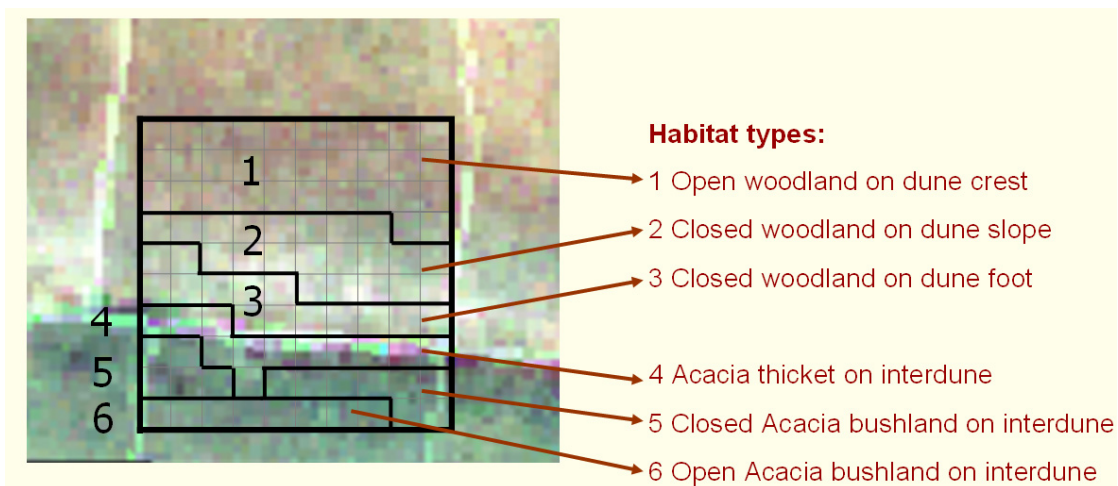 Habitat types:
1
1 Open woodland on dune crest
2
2 Closed woodland on dune slope
3
3 Closed woodland on dune foot
4
4 Acacia thicket on interdune
5
5 Closed Acacia bushland on interdune
6
6 Open Acacia bushland on interdune